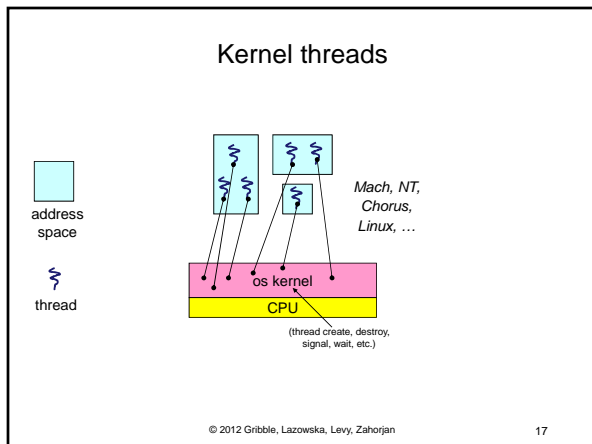 Kernel threads
address
space
thread
Mach, NT,
Chorus,
Linux, …
os kernel
CPU
(thread create, destroy,
signal, wait, etc.)
© 2012 Gribble, Lazowska, Levy, Zahorjan
17